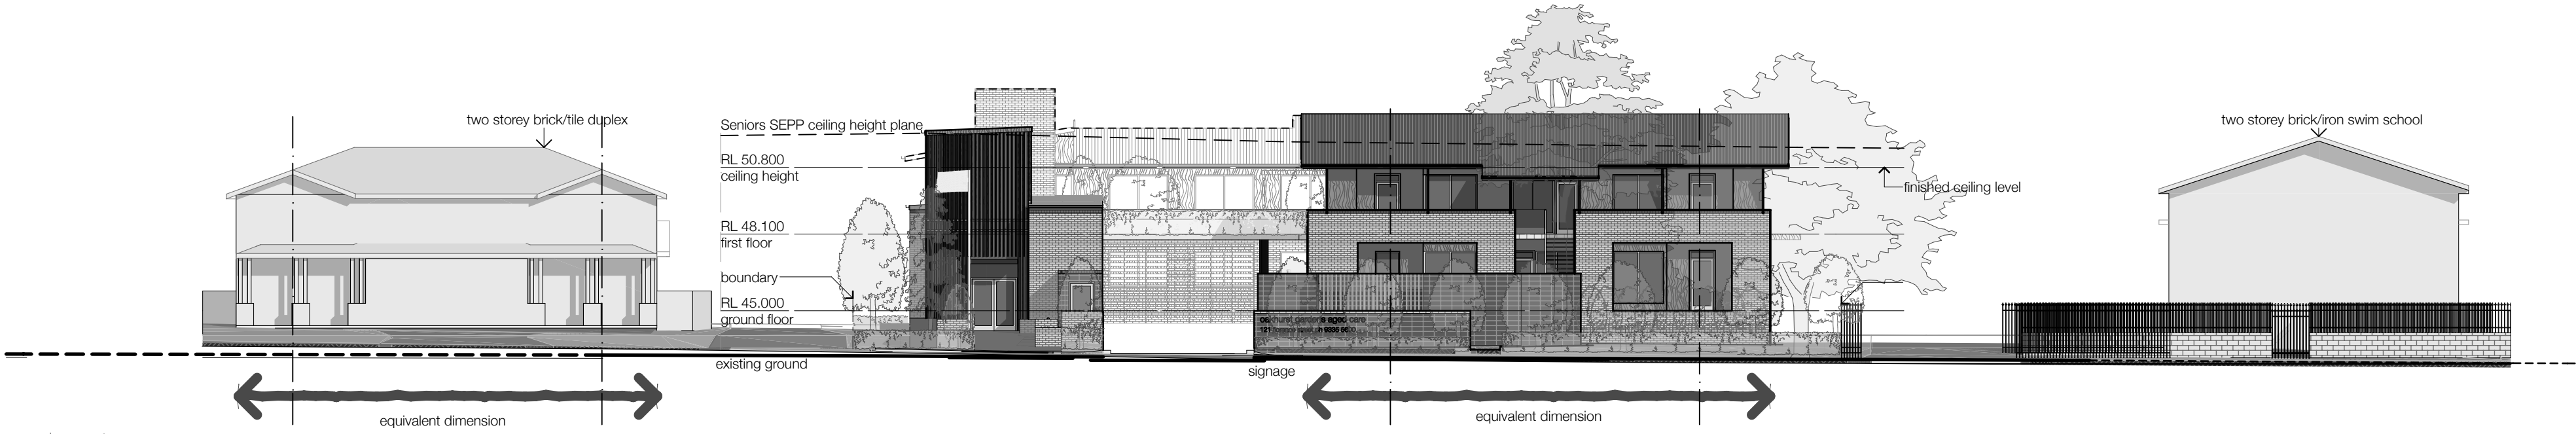 two storey brick/tile duplex
Seniors SEPP ceiling height plane
RL 50.800
ceiling height
RL 48.100
first floor
boundary
RL 45.000
ground floor
existing ground
equivalent dimension
gardens aged care
121
signage
equivalent dimension
finished ceiling level
two storey brick/iron swim school